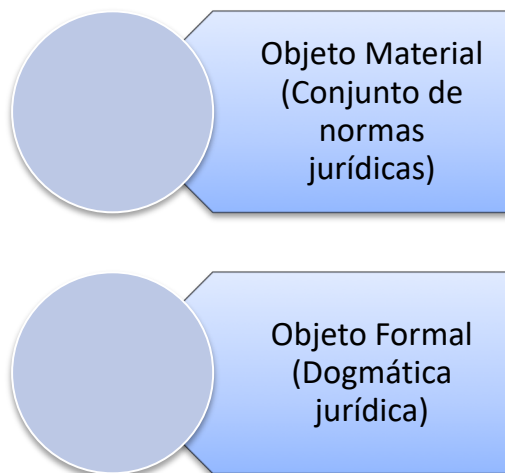 Objeto Material
(Conjunto de
normas
jurídicas)
Objeto Formal
(Dogmática
jurídica)